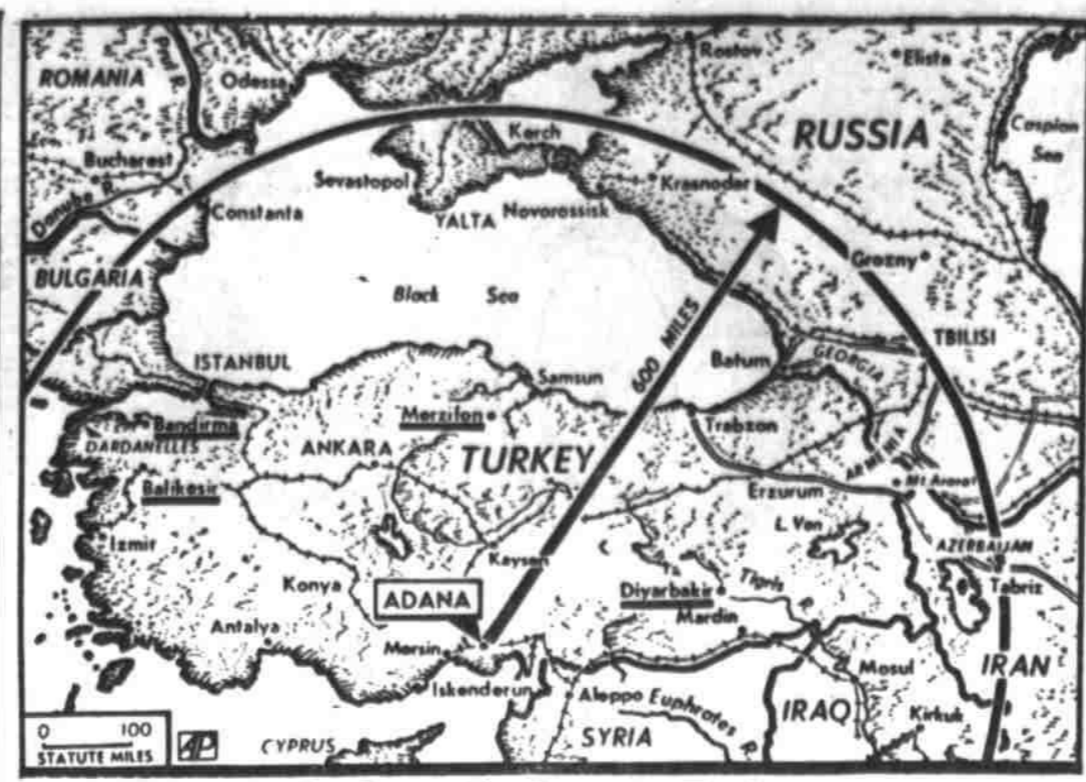 ROMANIA
Prut R.
Odessa
Rostov
Elista
RUSSIA
Caspian
Sea
Bucharest
Kerch
Sevastopol
Krasnodar
Danube
Constanta
YALTA
Novorossisk
Grozny
BULGARIA
Black Sea
600 MILES
TBILISI
ISTANBUL
Batum
GEORGIA
Samsun
Bandirma
Merzifon
Trabzon
DARDANELLES
ANKARA
TURKEY
ARMENIA
Mt Ararat
Balikesir
Erzurum
L. Van
Izmir
Kayseri
AZERBAIJAN
Konya
ADANA
Diyarbakir
Tigris R.
Tabriz
Antalya
Mersin
Mardin
Mosul
IRAN
Iskenderun
Aleppo
Euphrates R.
IRAQ
Kirkuk
0 100
STATUTE MILES
AP
CYPRUS
SYRIA